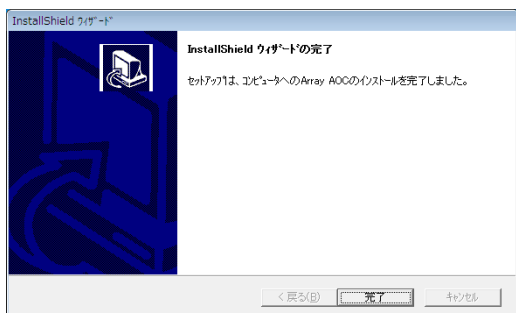 InstallShield ｳｨｻﾞｰﾄﾞ
InstallShield ウィザードの完了
セットアップは、コンピュータへのArray AOCのインストールを完了しました。
< 戻る(B)
完了
キャンセル